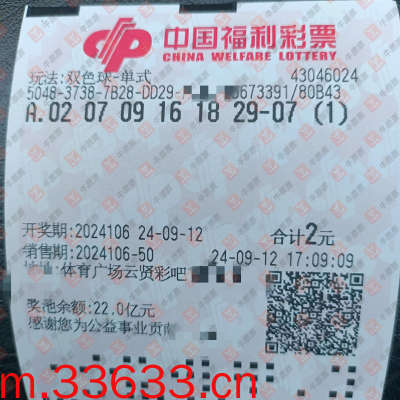 中国福利彩票
CHINA WELFARE LOTTERY
玩法:双色球-单式 43046024
5048-3738-7B28-DD29- 0673391/80B43
A.02 07 09 16 18 29-07 (1)
开奖期:2024106 24-09-12 合计2元
销售期:2024106-50 24-09-12 17:09:09
体育广场云贤彩吧
奖池余额:22.0亿元
感谢您为公益事业贡
m.33633.cn